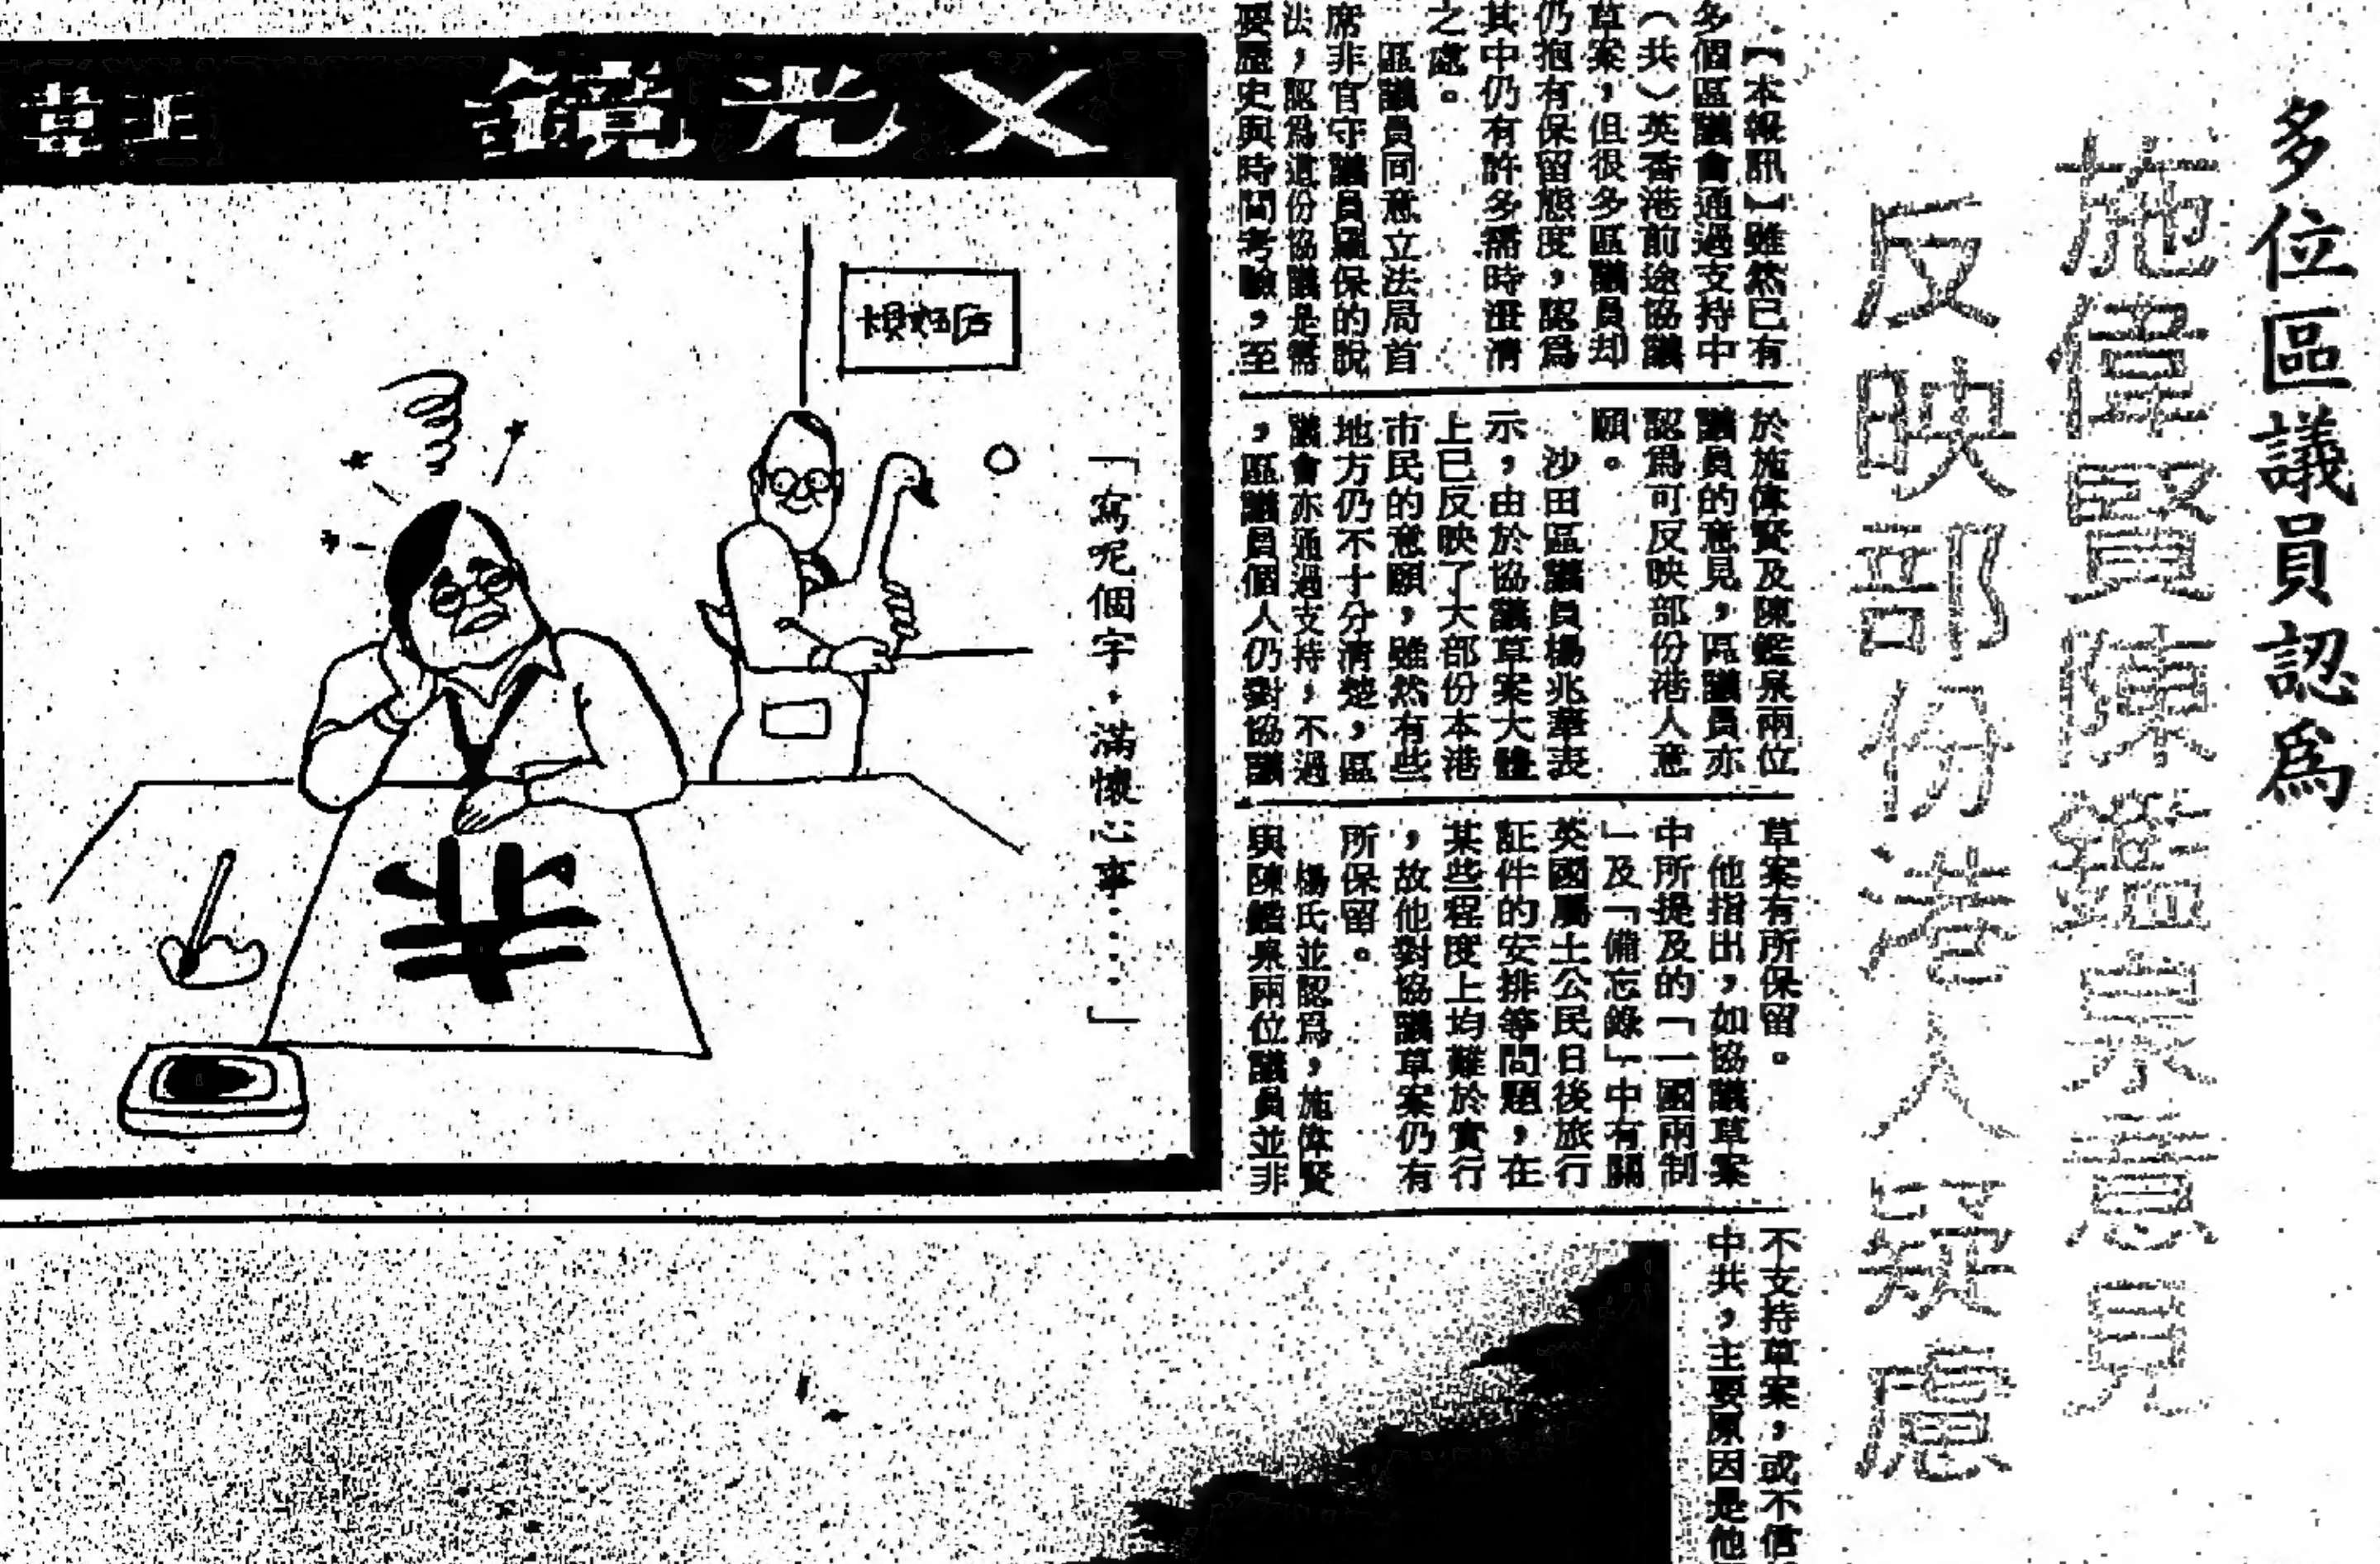 多位區議員認為
施偉賢陳鑑泉意見
反映部份港人疑慮
【本報訊】雖然已有
多個區議會通過支持中
(共)英香港前途協議
草案,但很多區議員却
仍抱有保留態度,認爲
其中仍有許多需時澄清
之處。
區議員同意立法局首
席非官守議員羅保的說
法,認爲這份協議是需
要歷史與時間考驗,至
於施偉賢及陳鑑泉兩位
議員的意見,區議員亦
認爲可反映部份港人意
願。
沙田區議員楊兆華表
示,由於協議草案大體
上已反映了大部份本港
市民的意願,雖然有些
地方仍不十分清楚,區
議會亦通過支持,不過
,區議員個人仍對協議
草案有所保留。
他指出,如協議草案
中所提及的「一國兩制
」及「備忘錄」中有關
英國屬土公民日後旅行
証件的安排等問題,在
某些程度上均難於實行
,故他對協議草案仍有
所保留。
楊氏並認爲,施偉賢
與陳鑑泉兩位議員並非
不支持草案,或不信
中共,主要原因是他
X光鏡
「寫呢個字,滿懷心事……」